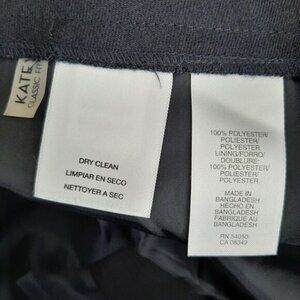 KATE
CLASSIC FIT
DRY CLEAN
LIMPIAR EN SECO
NETTOYER A SEC
100% POLYESTER/
POLIESTER/
POLYESTER
LINING/FORRO/
DOUBLURE:
100% POLYESTER/
POLIESTER/
POLYESTER
MADE IN
BANGLADESH
HECHO EN
BANGLADESH
FABRIQUE AU
BANGLADESH
RN 54050
CA 08349